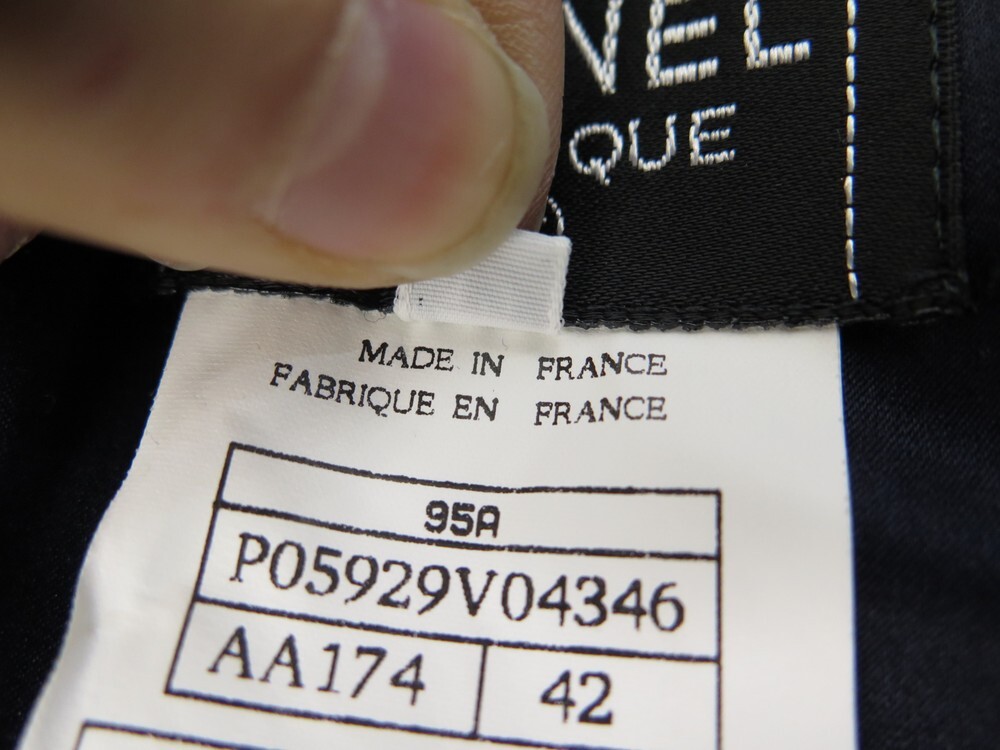 VEL
QUE
MADE IN FRANCE
FABRIQUE EN FRANCE
95A
P05929V04346
AA174 42